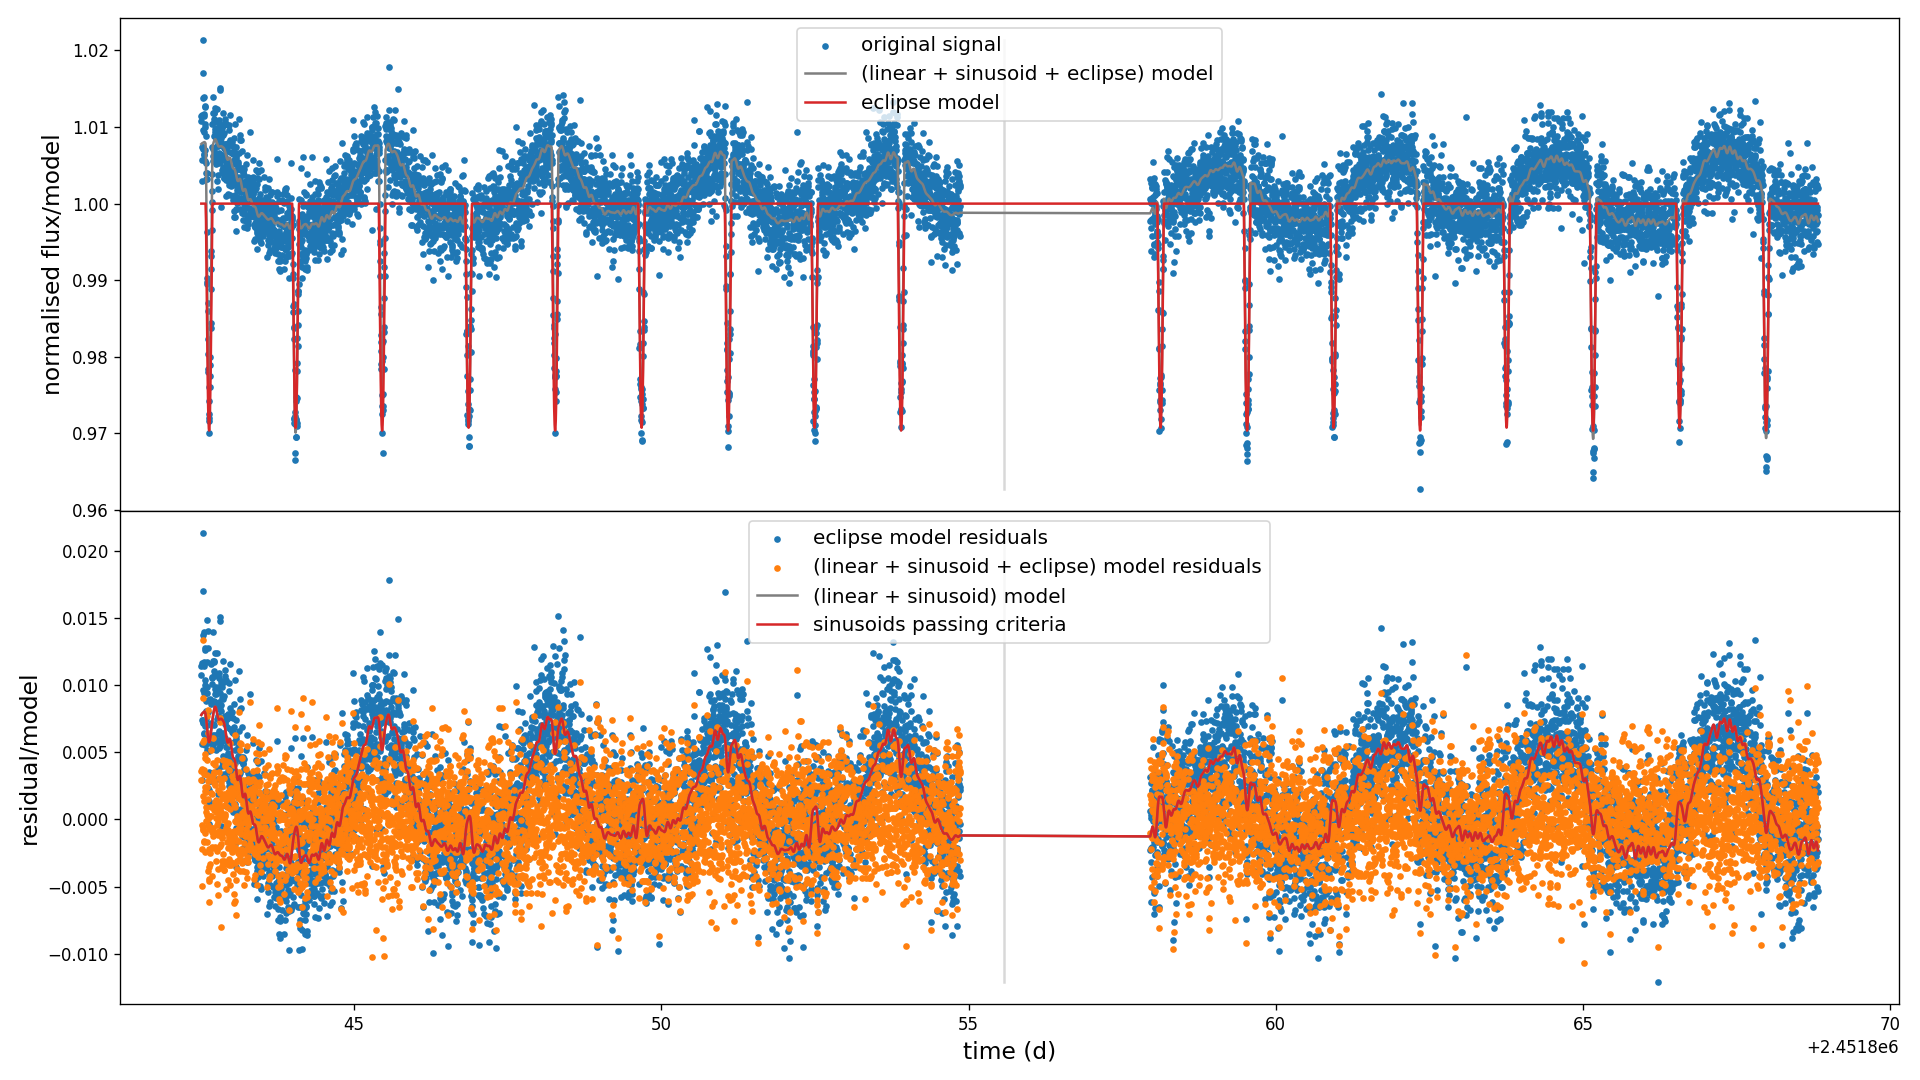 normalised flux/model
1.02
1.01
1.00
0.99
0.98
0.97
0.96
original signal
(linear + sinusoid + eclipse) model
eclipse model
residual/model
0.020
0.015
0.010
0.005
0.000
−0.005
−0.010
eclipse model residuals
(linear + sinusoid + eclipse) model residuals
(linear + sinusoid) model
sinusoids passing criteria
45 50 55 60 65 70
time (d)
+2.4518e6